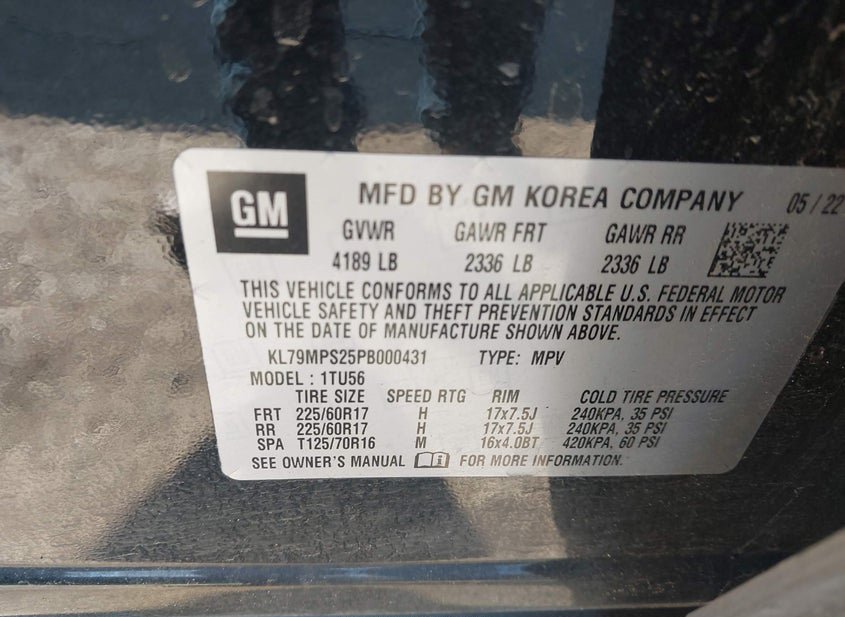 GM MFD BY GM KOREA COMPANY 05 / 22
GVWR GAWR FRT GAWR RR
4189 LB 2336 LB 2336 LB
THIS VEHICLE CONFORMS TO ALL APPLICABLE U.S. FEDERAL MOTOR
VEHICLE SAFETY AND THEFT PREVENTION STANDARDS IN EFFECT
ON THE DATE OF MANUFACTURE SHOWN ABOVE.
KL79MPS25PB000431 TYPE: MPV
MODEL : 1TU56
TIRE SIZE SPEED RTG RIM COLD TIRE PRESSURE
FRT 225/60R17 H 17x7.5J 240KPA, 35 PSI
RR 225/60R17 H 17x7.5J 240KPA, 35 PSI
SPA T125/70R16 M 16x4.0BT 420KPA, 60 PSI
SEE OWNER'S MANUAL FOR MORE INFORMATION.